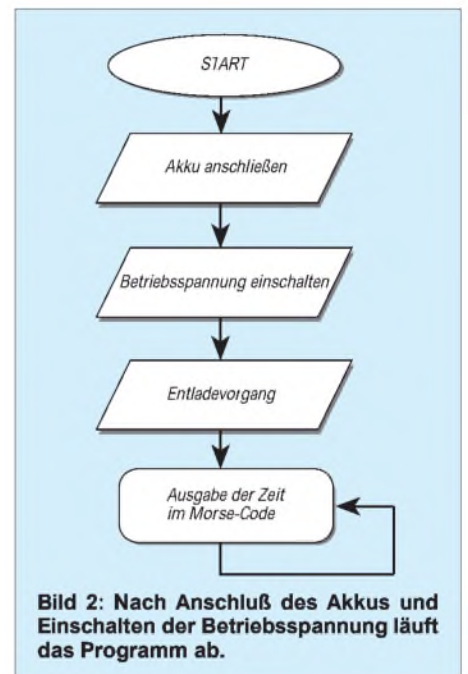 START
Akku anschließen
Betriebsspannung einschalten
Entladevorgang
Ausgabe der Zeit
im Morse-Code
Bild 2: Nach Anschluß des Akkus und
Einschalten der Betriebsspannung läuft
das Programm ab.